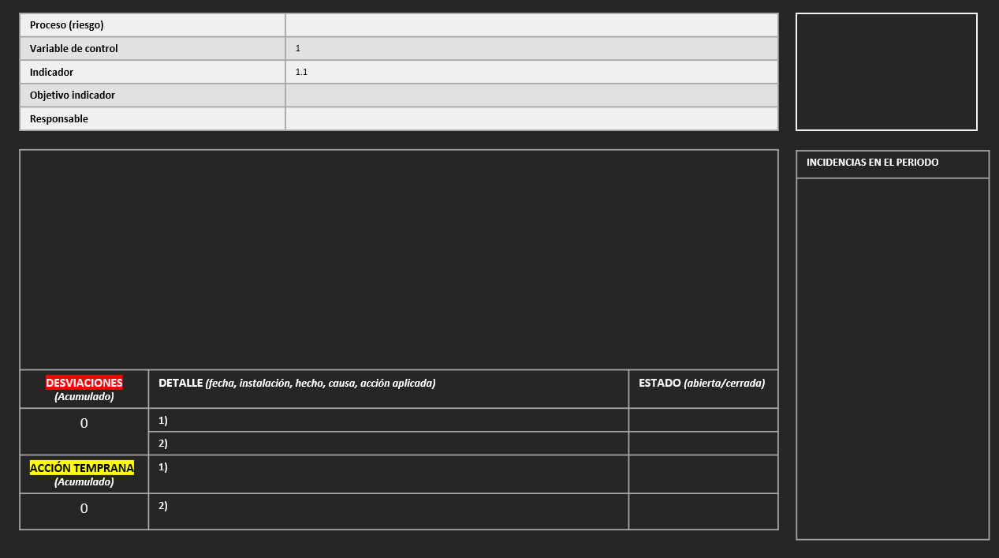 Proceso (riesgo)
Variable de control 1
Indicador 1.1
Objetivo indicador
Responsable
INCIDENCIAS EN EL PERIODO
DESVIACIONES
(Acumulado)
DETALLE (fecha, instalación, hecho, causa, acción aplicada)
ESTADO (abierta/cerrada)
0
1)
2)
ACCIÓN TEMPRANA
(Acumulado)
1)
0
2)